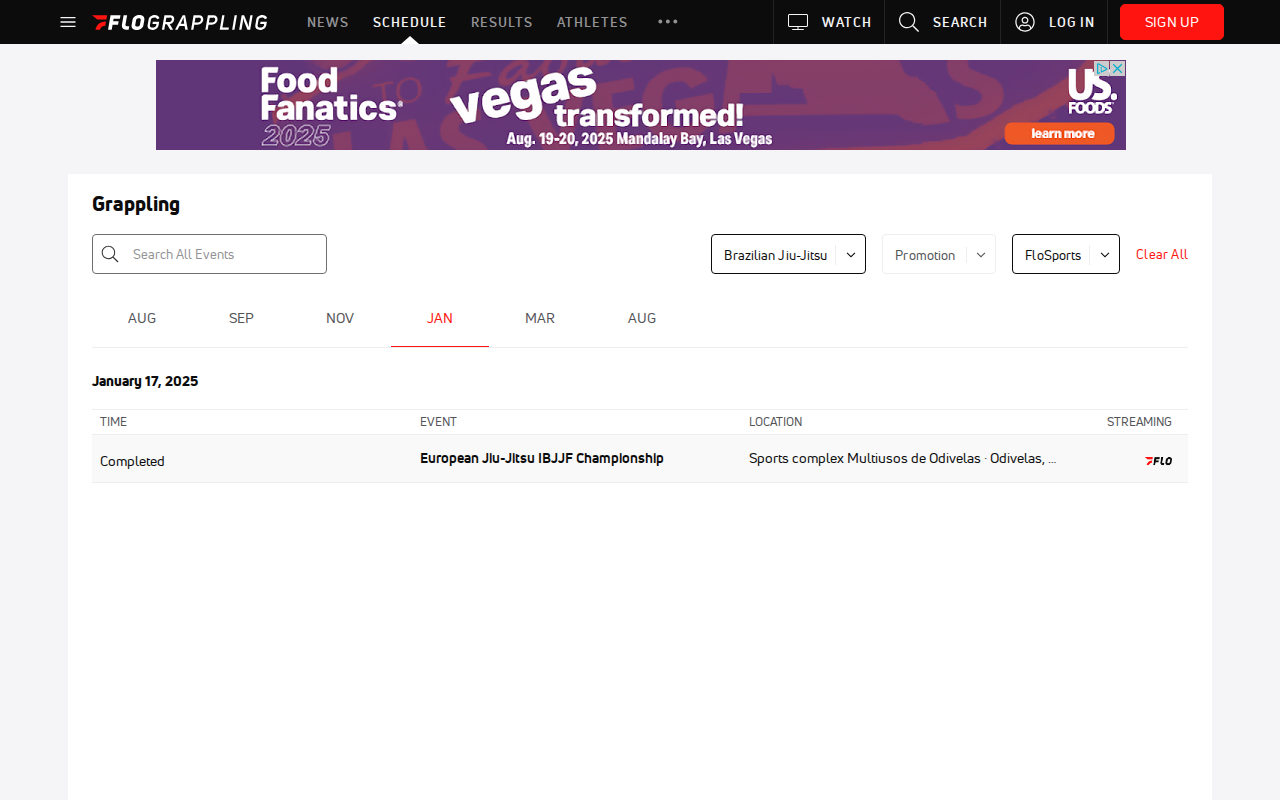 FLOGRAPPLING NEWS SCHEDULE RESULTS ATHLETES WATCH SEARCH LOG IN SIGN UP
Food Fanatics® 2025
vegas transformed!
Aug. 19-20, 2025 Mandalay Bay, Las Vegas
US. FOODS
learn more
Grappling
Search All Events Brazilian Jiu-Jitsu Promotion FloSports Clear All
AUG SEP NOV JAN MAR AUG
January 17, 2025
TIME EVENT LOCATION STREAMING
Completed European Jiu-Jitsu IBJJF Championship Sports complex Multiusos de Odivelas · Odivelas, ... FLO